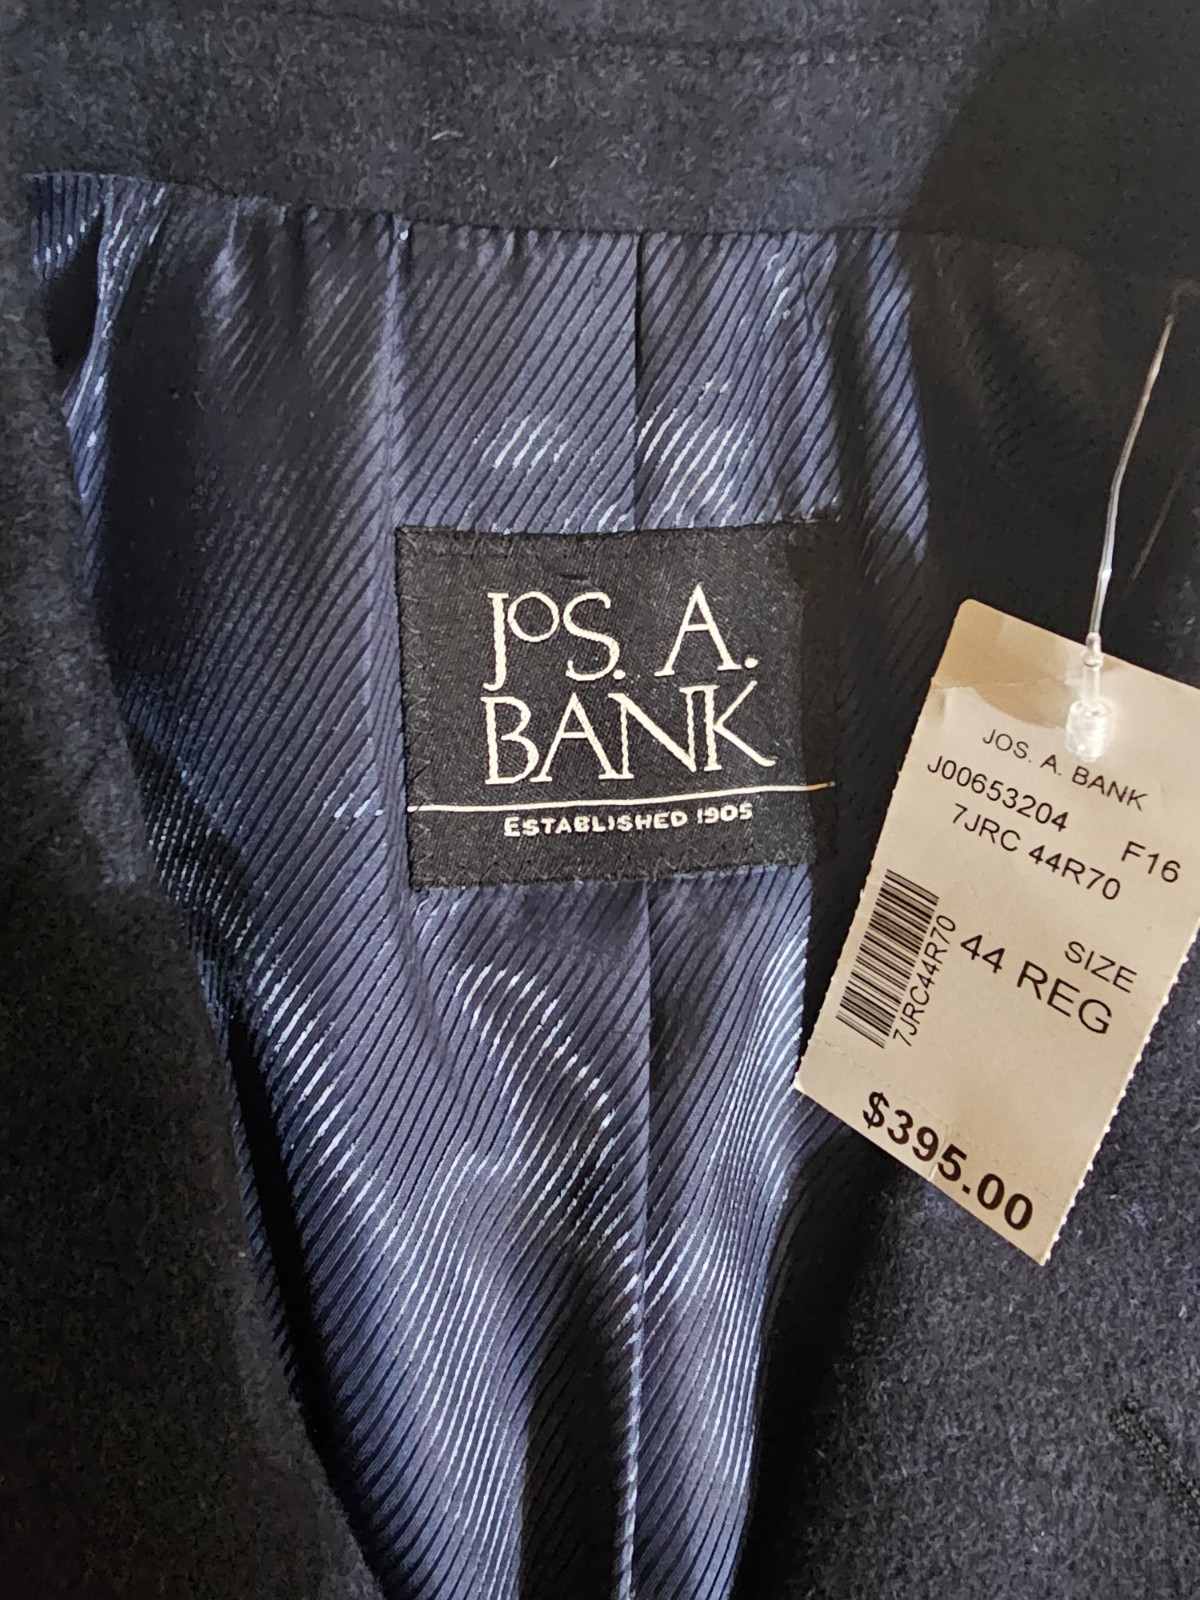 JOS. A.
BANK
ESTABLISHED 1905
JOS. A. BANK
J00653204
F16
7JRC 44R70
SIZE
44 REG
7JRC44R70
$395.00